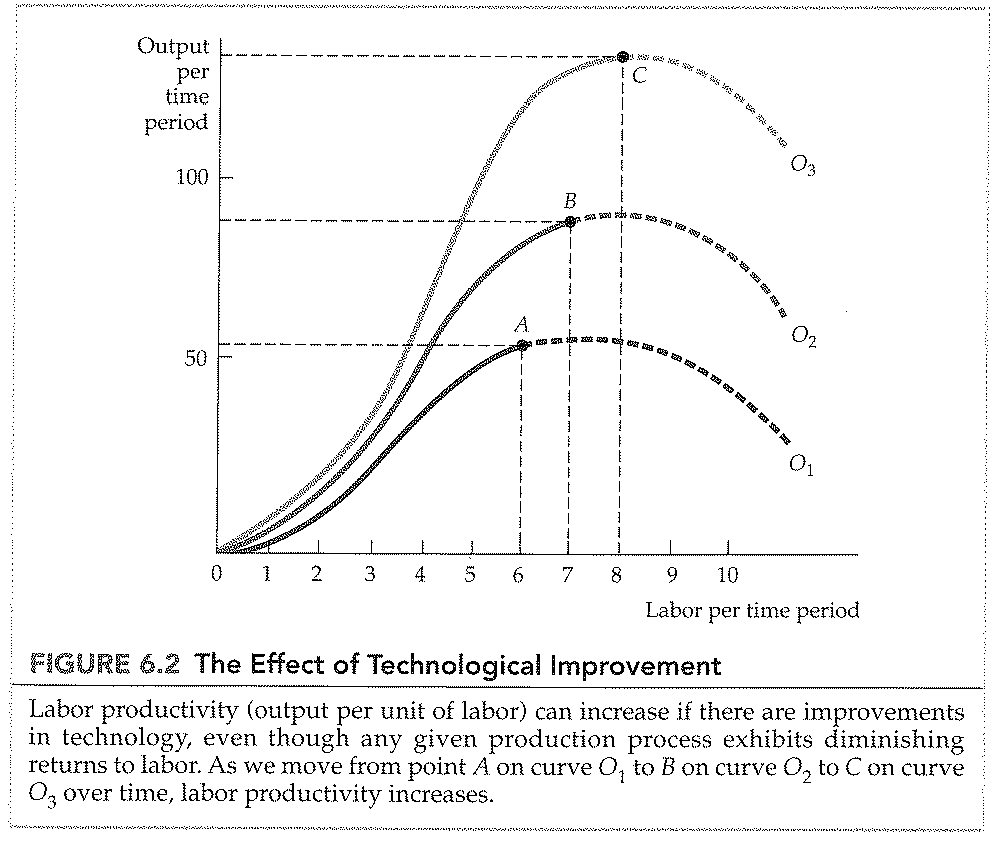 Output
per
time
period
C
O3
100
B
O2
A
50
O1
0 1 2 3 4 5 6 7 8 9 10
Labor per time period
FIGURE 6.2 The Effect of Technological Improvement
Labor productivity (output per unit of labor) can increase if there are improvements
in technology, even though any given production process exhibits diminishing
returns to labor. As we move from point A on curve O1 to B on curve O2 to C on curve
O3 over time, labor productivity increases.